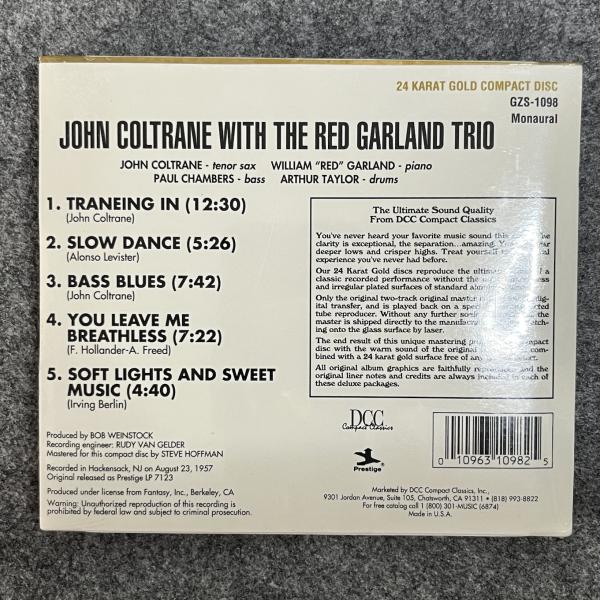 24 KARAT GOLD COMPACT DISC
GZS-1098
Monaural
JOHN COLTRANE WITH THE RED GARLAND TRIO
JOHN COLTRANE - tenor sax WILLIAM "RED" GARLAND - piano
PAUL CHAMBERS - bass ARTHUR TAYLOR - drums
1. TRANEING IN (12:30)
(John Coltrane)
2. SLOW DANCE (5:26)
(Alonso Levister)
3. BASS BLUES (7:42)
(John Coltrane)
4. YOU LEAVE ME
BREATHLESS (7:22)
(F. Hollander-A. Freed)
5. SOFT LIGHTS AND SWEET
MUSIC (4:40)
(Irving Berlin)
The Ultimate Sound Quality
From DCC Compact Classics
You've never heard your favorite music sound this
clarity is exceptional, the separation...amazing.
deeper lows and crisper highs. Treat yourself
experience you've never had before.
Our 24 Karat Gold discs reproduce the
a classic recorded performance without the
and irregular plated surfaces of standard
Only the original two-track original master
transfer, and is played back on a
tube reproducer. Without any further
master is shipped directly to the
onto the glass surface by laser.
The end result of this unique mastering disc
with the warm sound of the original
with a 24 karat gold surface free of
All original album graphics are faithfully and the
original liner notes and credits are always in each of
these deluxe packages.
Produced by BOB WEINSTOCK
Recording engineer: RUDY VAN GELDER
Mastered for this compact disc by STEVE HOFFMAN
Recorded in Hackensack, NJ on August 23, 1957
Original released as Prestige LP 7123
Produced under license from Fantasy, Inc., Berkeley, CA
Warning: Unauthorized reproduction of this recording is
prohibited by federal law and subject to criminal prosecution.
DCC
Compact Classics
Prestige
0 10963 10982 5
Marketed by DCC Compact Classics, Inc.,
9301 Jordan Avenue, Suite 105, Chatsworth, CA 91311 • (818) 993-8822
For free catalog call 1 (800) 301-MUSIC (6874)
Made in U.S.A.